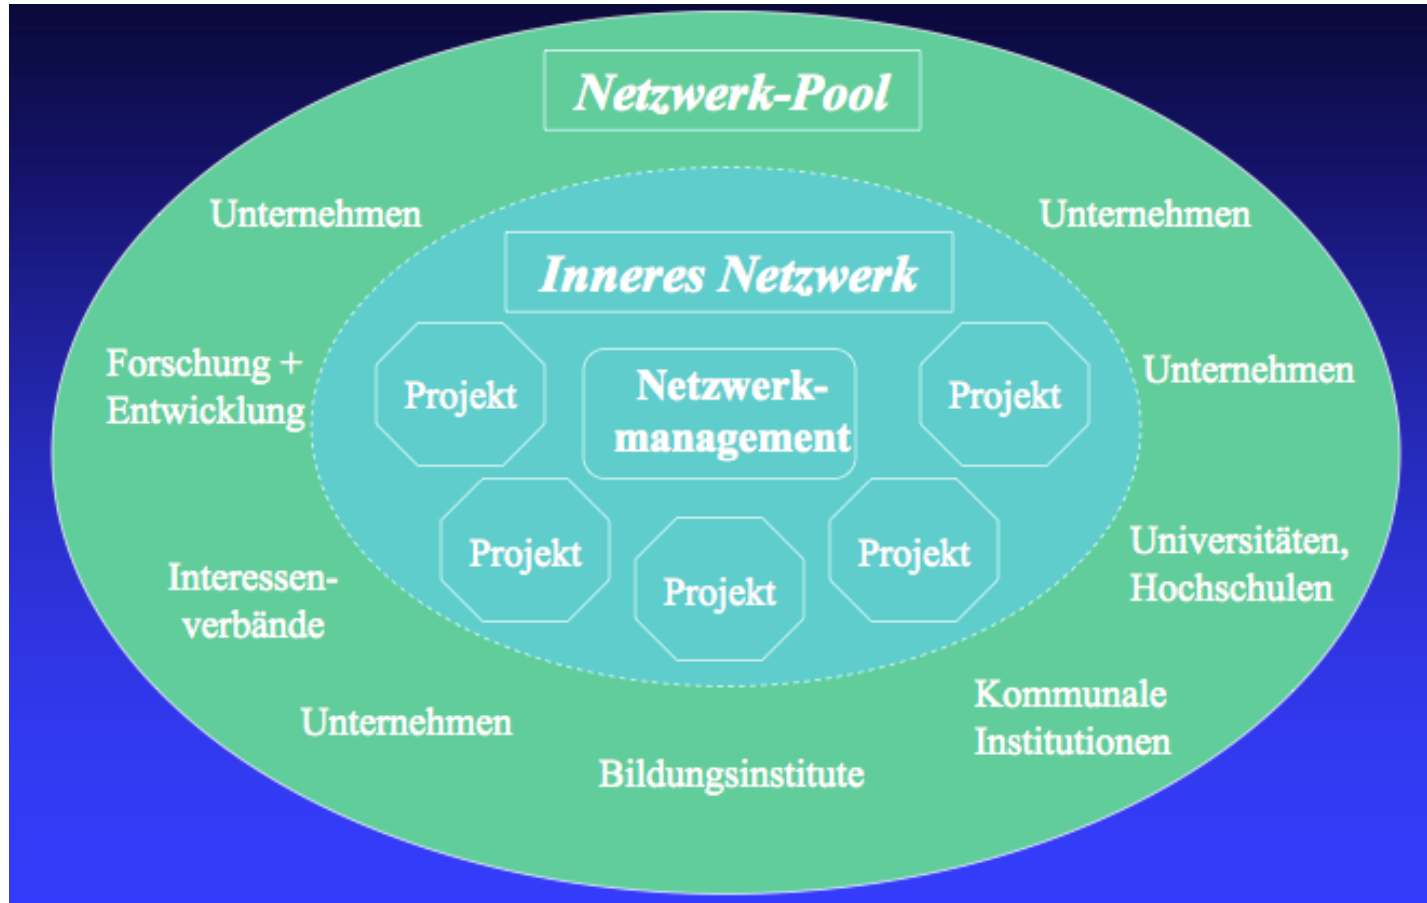 Netzwerk-Pool
Unternehmen
Unternehmen
Inneres Netzwerk
Forschung +
Entwicklung
Projekt
Netzwerk-
management
Projekt
Unternehmen
Projekt
Projekt
Projekt
Universitäten,
Hochschulen
Interessen-
verbände
Unternehmen
Bildungsinstitute
Kommunale
Institutionen